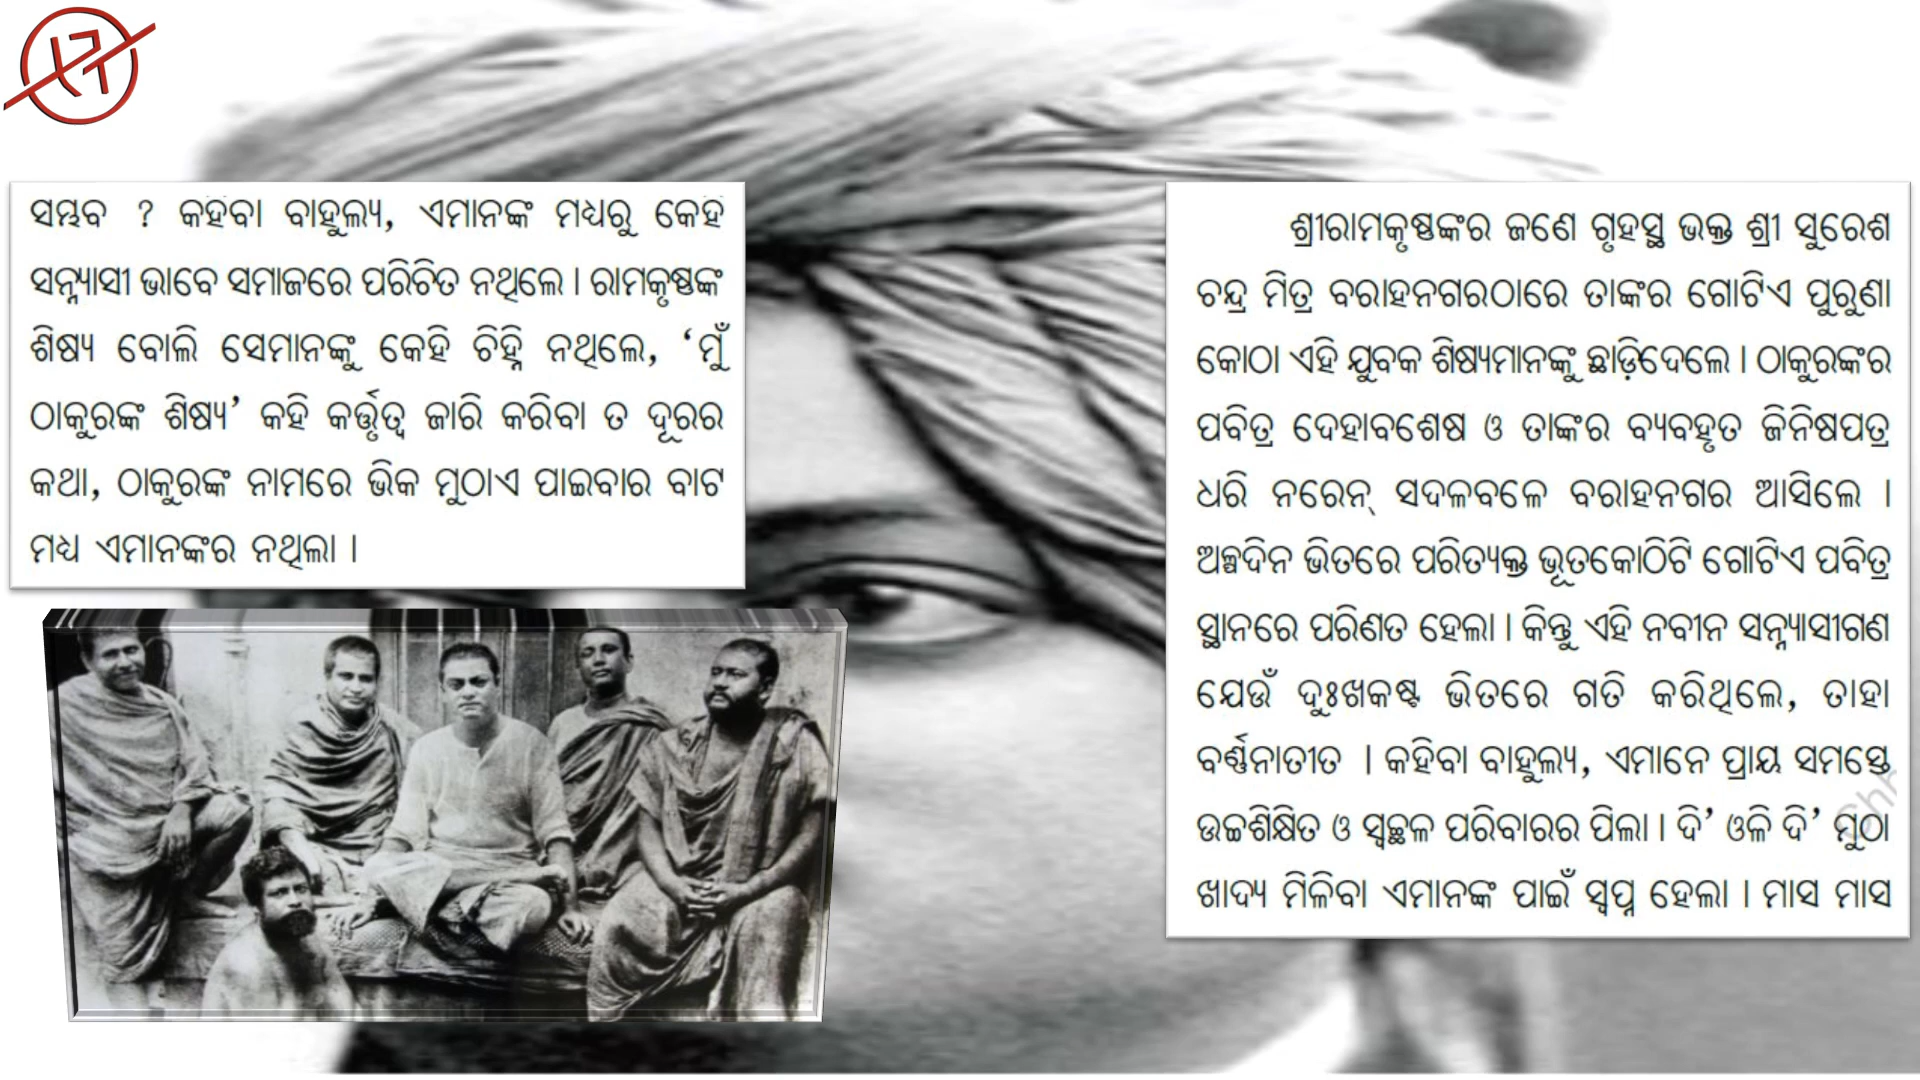 ସମ୍ଭବ ? କହିବା ବାହୁଲ୍ୟ, ଏମାନଙ୍କ ମଧ୍ୟରୁ କେହି
ସନ୍ନ୍ୟାସୀ ଭାବେ ସମାଜରେ ପରିଚିତ ନଥିଲେ । ରାମକୃଷ୍ଣଙ୍କ
ଶିଷ୍ୟ ବୋଲି ସେମାନଙ୍କୁ କେହି ଚିହ୍ନି ନଥିଲେ, ‘ମୁଁ
ଠାକୁରଙ୍କ ଶିଷ୍ୟ’ କହି କର୍ତ୍ତୃତ୍ୱ ଜାରି କରିବା ତ ଦୂରର
କଥା, ଠାକୁରଙ୍କ ନାମରେ ଭିକ ମୁଠାଏ ପାଇବାର ବାଟ
ମଧ୍ୟ ଏମାନଙ୍କର ନଥିଲା ।
ଶ୍ରୀରାମକୃଷ୍ଣଙ୍କର ଜଣେ ଗୃହସ୍ଥ ଭକ୍ତ ଶ୍ରୀ ସୁରେଶ
ଚନ୍ଦ୍ର ମିତ୍ର ବରାହନଗରଠାରେ ତାଙ୍କର ଗୋଟିଏ ପୁରୁଣା
କୋଠା ଏହି ଯୁବକ ଶିଷ୍ୟମାନଙ୍କୁ ଛାଡ଼ିଦେଲେ । ଠାକୁରଙ୍କର
ପବିତ୍ର ଦେହାବଶେଷ ଓ ତାଙ୍କର ବ୍ୟବହୃତ ଜିନିଷପତ୍ର
ଧରି ନରେନ୍ ସଦଳବଳେ ବରାହନଗର ଆସିଲେ ।
ଅଳ୍ପଦିନ ଭିତରେ ପରିତ୍ୟକ୍ତ ଭୂତକୋଠିଟି ଗୋଟିଏ ପବିତ୍ର
ସ୍ଥାନରେ ପରିଣତ ହେଲା । କିନ୍ତୁ ଏହି ନବୀନ ସନ୍ନ୍ୟାସୀଗଣ
ଯେଉଁ ଦୁଃଖକଷ୍ଟ ଭିତରେ ଗତି କରିଥିଲେ, ତାହା
ବର୍ଣ୍ଣନାତୀତ । କହିବା ବାହୁଲ୍ୟ, ଏମାନେ ପ୍ରାୟ ସମସ୍ତେ
ଉଚ୍ଚଶିକ୍ଷିତ ଓ ସ୍ୱଚ୍ଛଳ ପରିବାରର ପିଲା । ଦି’ ଓଳି ଦି’ ମୁଠା
ଖାଦ୍ୟ ମିଳିବା ଏମାନଙ୍କ ପାଇଁ ସ୍ୱପ୍ନ ହେଲା । ମାସ ମାସ